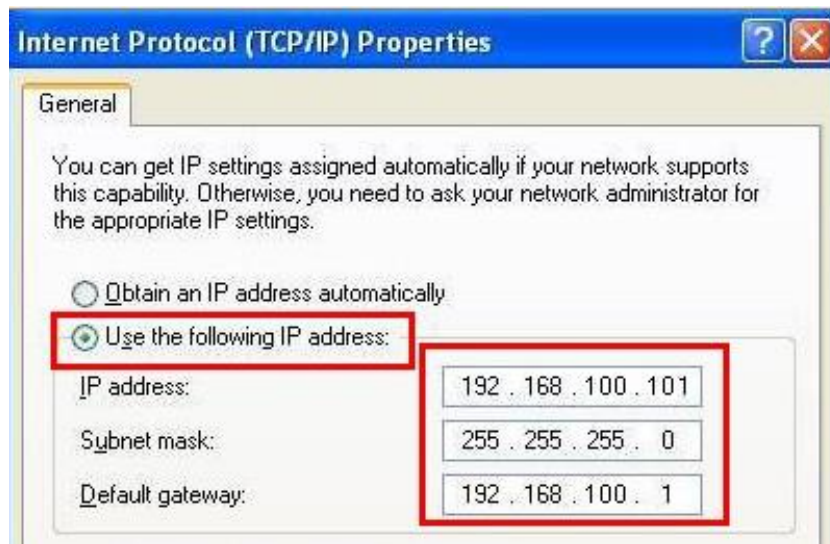 Internet Protocol (TCP/IP) Properties
General
You can get IP settings assigned automatically if your network supports
this capability. Otherwise, you need to ask your network administrator for
the appropriate IP settings.
Obtain an IP address automatically
Use the following IP address:
IP address: 192 . 168 . 100 . 101
Subnet mask: 255 . 255 . 255 . 0
Default gateway: 192 . 168 . 100 . 1